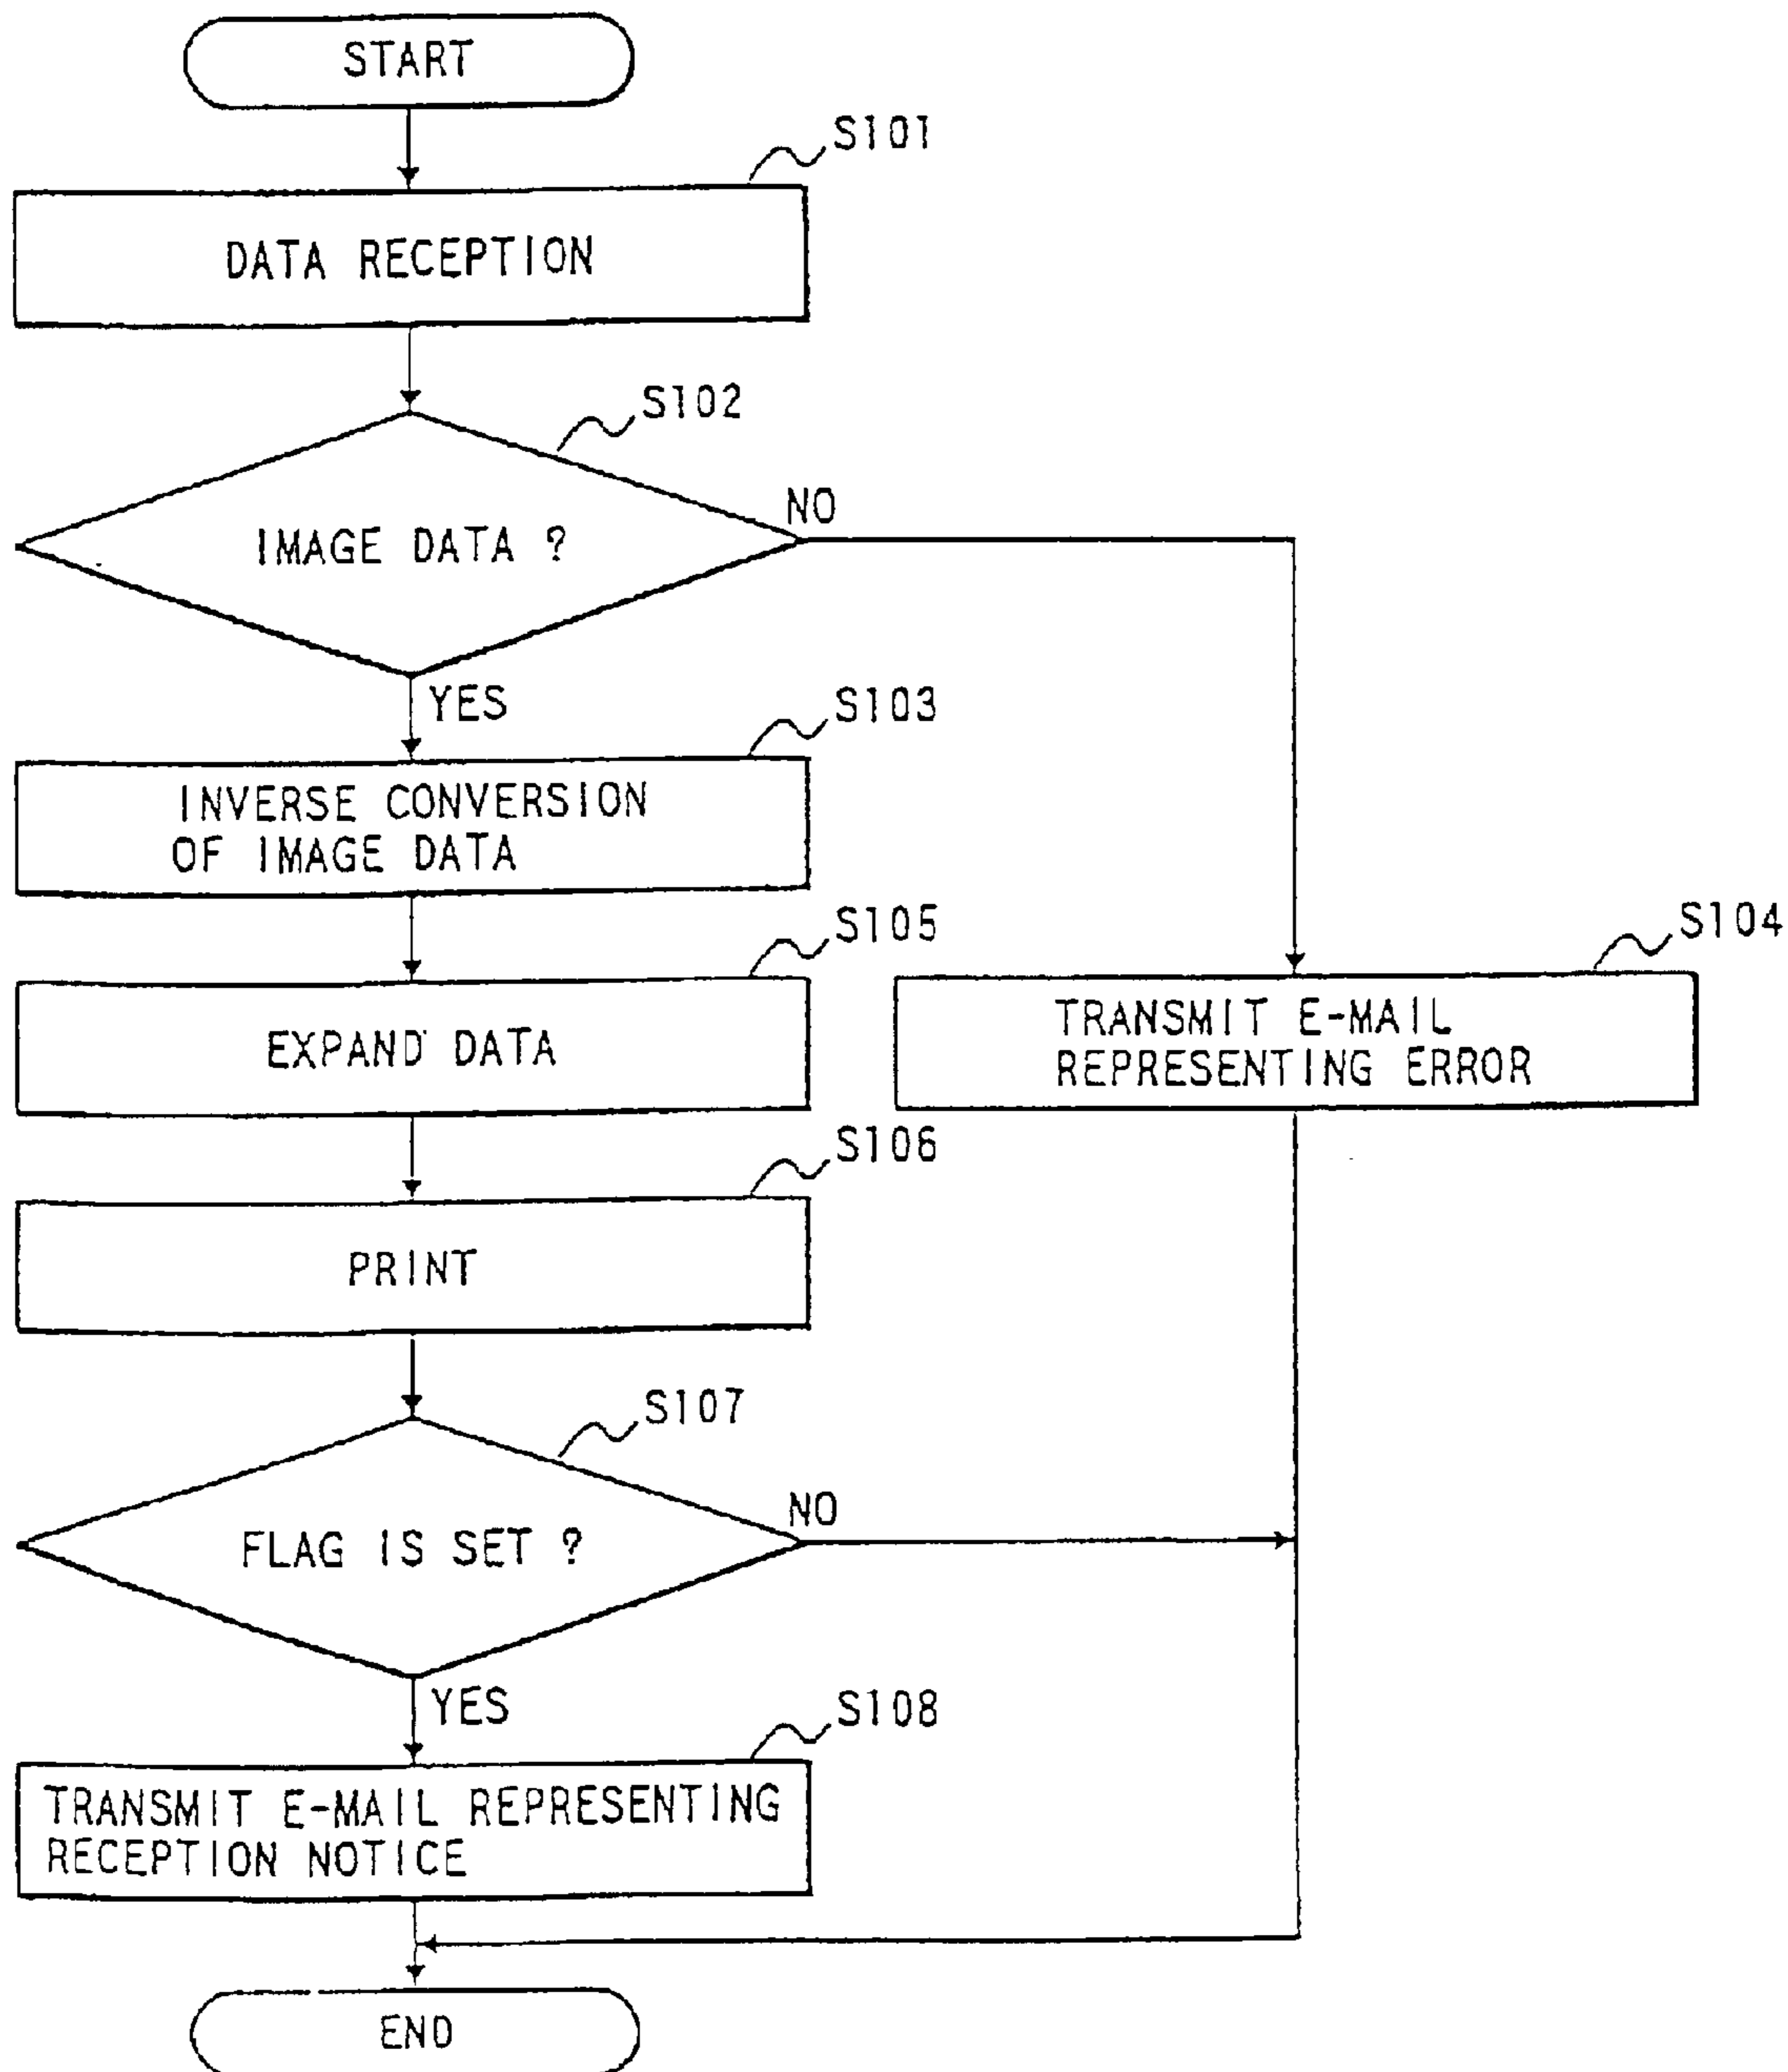 START
S101
DATA RECEPTION
S102
NO
IMAGE DATA ?
YES
S103
INVERSE CONVERSION
OF IMAGE DATA
S105
S104
EXPAND DATA
TRANSMIT E-MAIL
REPRESENTING ERROR
S106
PRINT
S107
NO
FLAG IS SET ?
YES
S108
TRANSMIT E-MAIL REPRESENTING
RECEPTION NOTICE
END